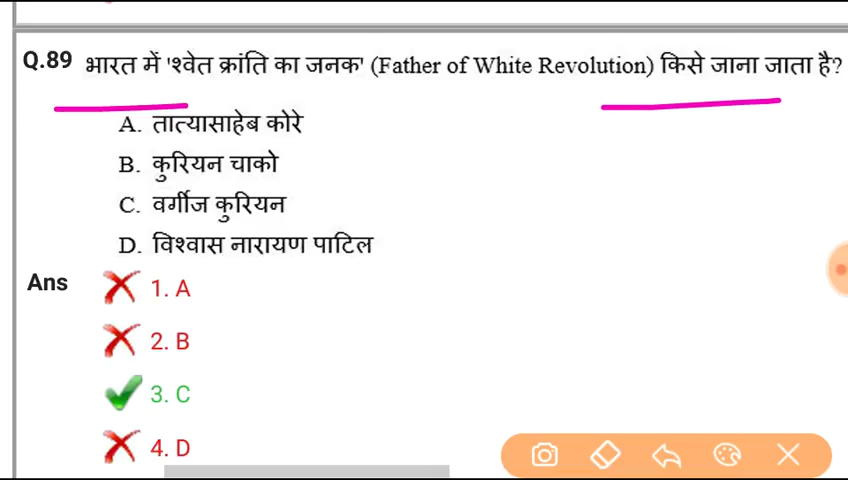 Q.89 भारत में 'श्वेत क्रांति का जनक' (Father of White Revolution) किसे जाना जाता है?
A. तात्यासाहेब कोरे
B. कुरियन चाको
C. वर्गीज कुरियन
D. विश्वास नारायण पाटिल
Ans
1. A
2. B
3. C
4. D